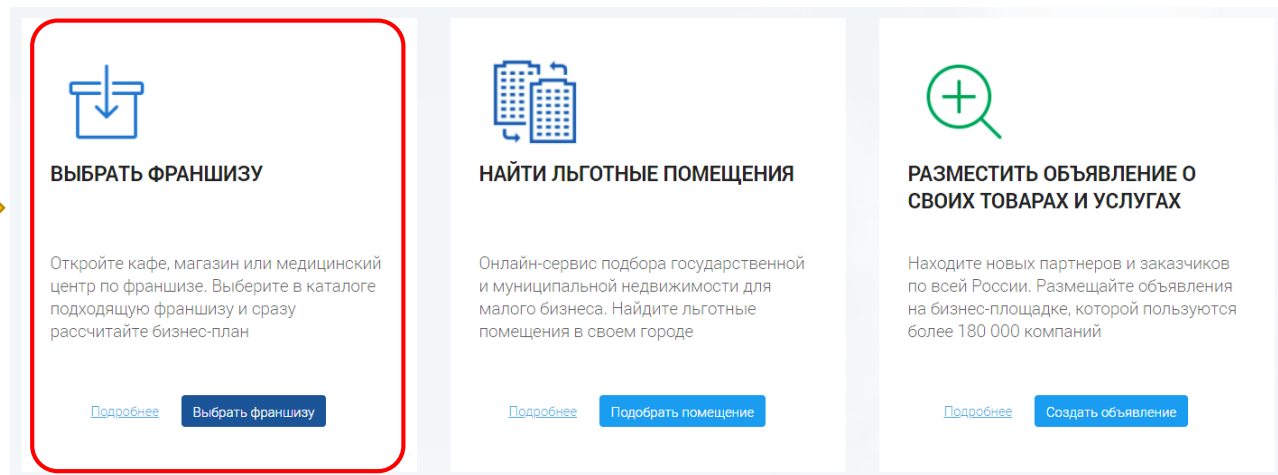 ВЫБРАТЬ ФРАНШИЗУ
Откройте кафе, магазин или медицинский
центр по франшизе. Выберите в каталоге
подходящую франшизу и сразу
рассчитайте бизнес-план
Подробнее
Выбрать франшизу
НАЙТИ ЛЬГОТНЫЕ ПОМЕЩЕНИЯ
Онлайн-сервис подбора государственной
и муниципальной недвижимости для
малого бизнеса. Найдите льготные
помещения в своем городе
Подробнее
Подобрать помещение
РАЗМЕСТИТЬ ОБЪЯВЛЕНИЕ О
СВОИХ ТОВАРАХ И УСЛУГАХ
Находите новых партнеров и заказчиков
по всей России. Размещайте объявления
на бизнес-площадке, которой пользуются
более 180 000 компаний
Подробнее
Создать объявление